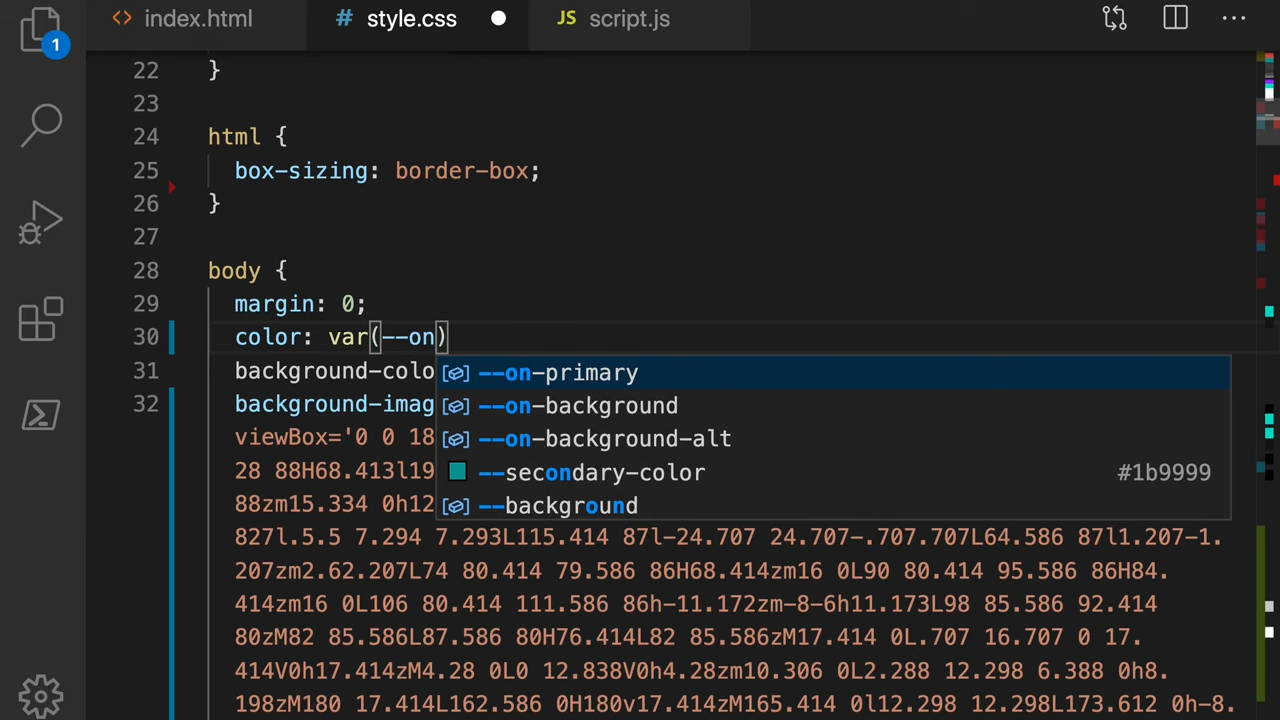 <> index.html # style.css JS script.js ...
1
22 }
23
24 html {
25 box-sizing: border-box;
26 }
27
28 body {
29 margin: 0;
30 color: var(--on)
31 background-colo
--on-primary
32 background-imag
--on-background
viewBox='0 0 18
--on-background-alt
28 88H68.413l19
--secondary-color #1b9999
88zm15.334 0h12
--background
827l.5.5 7.294 7.293L115.414 87l-24.707 24.707-.707.707L64.586 87l1.207-1.
207zm2.62.207L74 80.414 79.586 86H68.414zm16 0L90 80.414 95.586 86H84.
414zm16 0L106 80.414 111.586 86h-11.172zm-8-6h11.173L98 85.586 92.414
80zM82 85.586L87.586 80H76.414L82 85.586zM17.414 0L.707 16.707 0 17.
414V0h17.414zM4.28 0L0 12.838V0h4.28zm10.306 0L2.288 12.298 6.388 0h8.
198zM180 17.414L162.586 0H180v17.414zM165.414 0l12.298 12.298L173.612 0h-8.